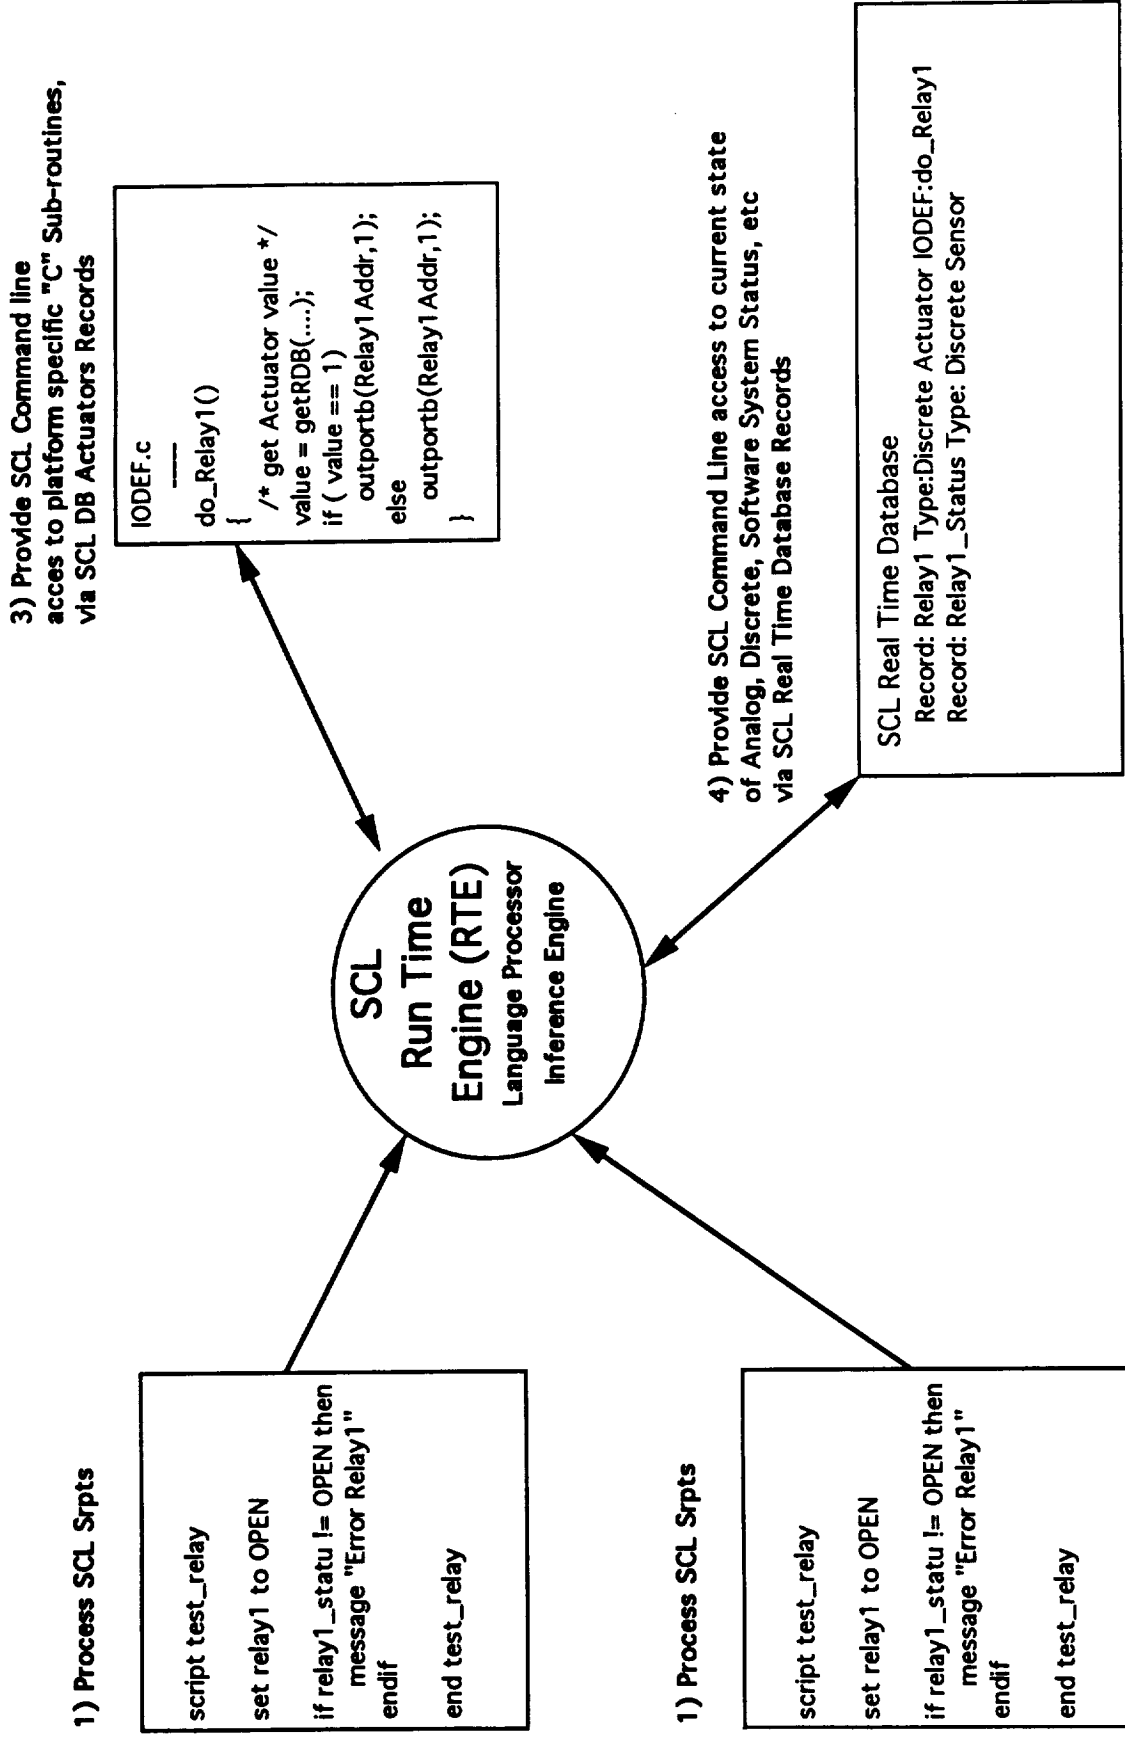 1) Process SCL Srpts
script test_relay
set relay1 to OPEN
if relay1_statu != OPEN then
message "Error Relay1"
endif
end test_relay
1) Process SCL Srpts
script test_relay
set relay1 to OPEN
if relay1_statu != OPEN then
message "Error Relay1"
endif
end test_relay
SCL
Run Time
Engine (RTE)
Language Processor
Inference Engine
3) Provide SCL Command line
acces to platform specific "C" Sub-routines,
via SCL DB Actuators Records
IODEF.c
----
do_Relay1()
{ /* get Actuator value */
value = getRDB(....);
if ( value == 1)
outportb(Relay1Addr,1);
else
outportb(Relay1Addr,1);
}
4) Provide SCL Command Line access to current state
of Analog, Discrete, Software System Status, etc
via SCL Real Time Database Records
SCL Real Time Database
Record: Relay1 Type:Discrete Actuator IODEF:do_Relay1
Record: Relay1_Status Type: Discrete Sensor